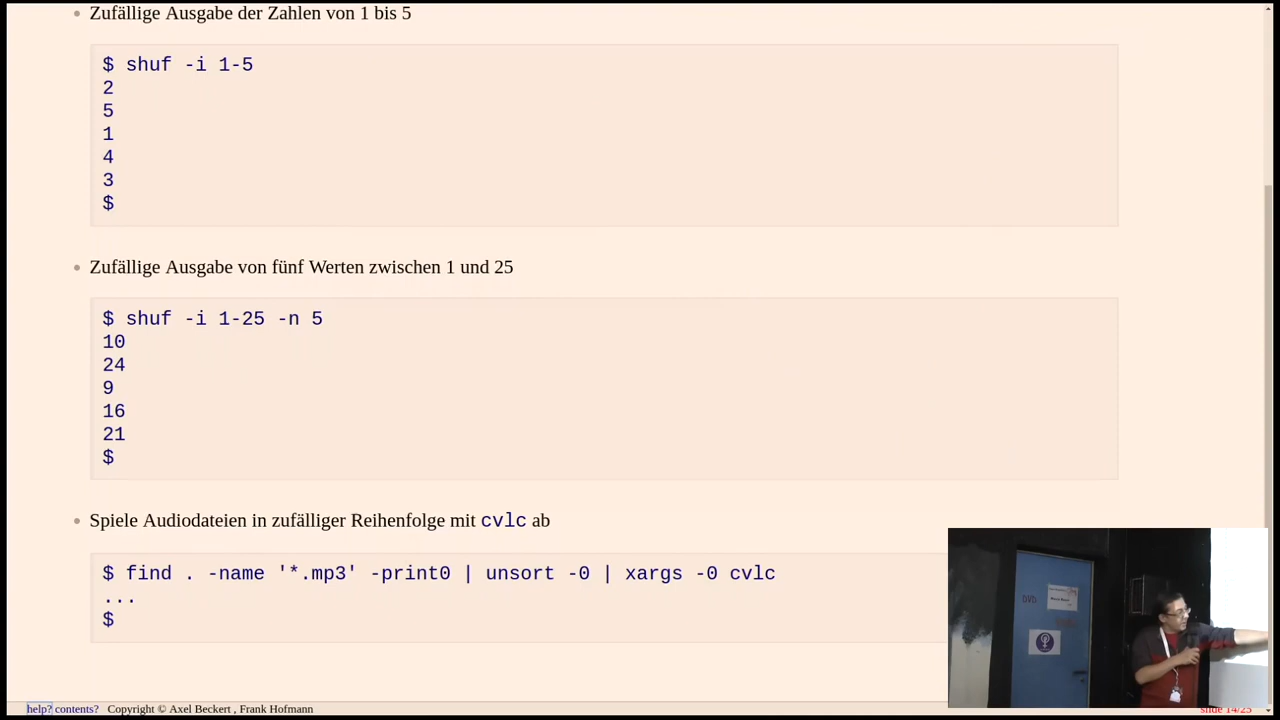 Zufällige Ausgabe der Zahlen von 1 bis 5
$ shuf -i 1-5
2
5
1
4
3
$
Zufällige Ausgabe von fünf Werten zwischen 1 und 25
$ shuf -i 1-25 -n 5
10
24
9
16
21
$
Spiele Audiodateien in zufälliger Reihenfolge mit cvlc ab
$ find . -name '*.mp3' -print0 | unsort -0 | xargs -0 cvlc
...
$
DVD
help? contents? Copyright © Axel Beckert , Frank Hofmann
slide 14/25